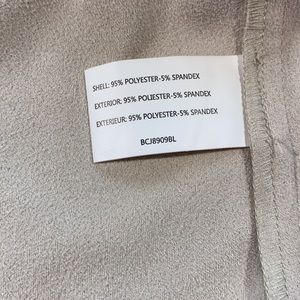 SHELL: 95% POLYESTER-5% SPANDEX
EXTERIOR: 95% POLIESTER-5% SPANDEX
EXTERIEUR: 95% POLYESTER-5% SPANDEX
BCJ8909BL